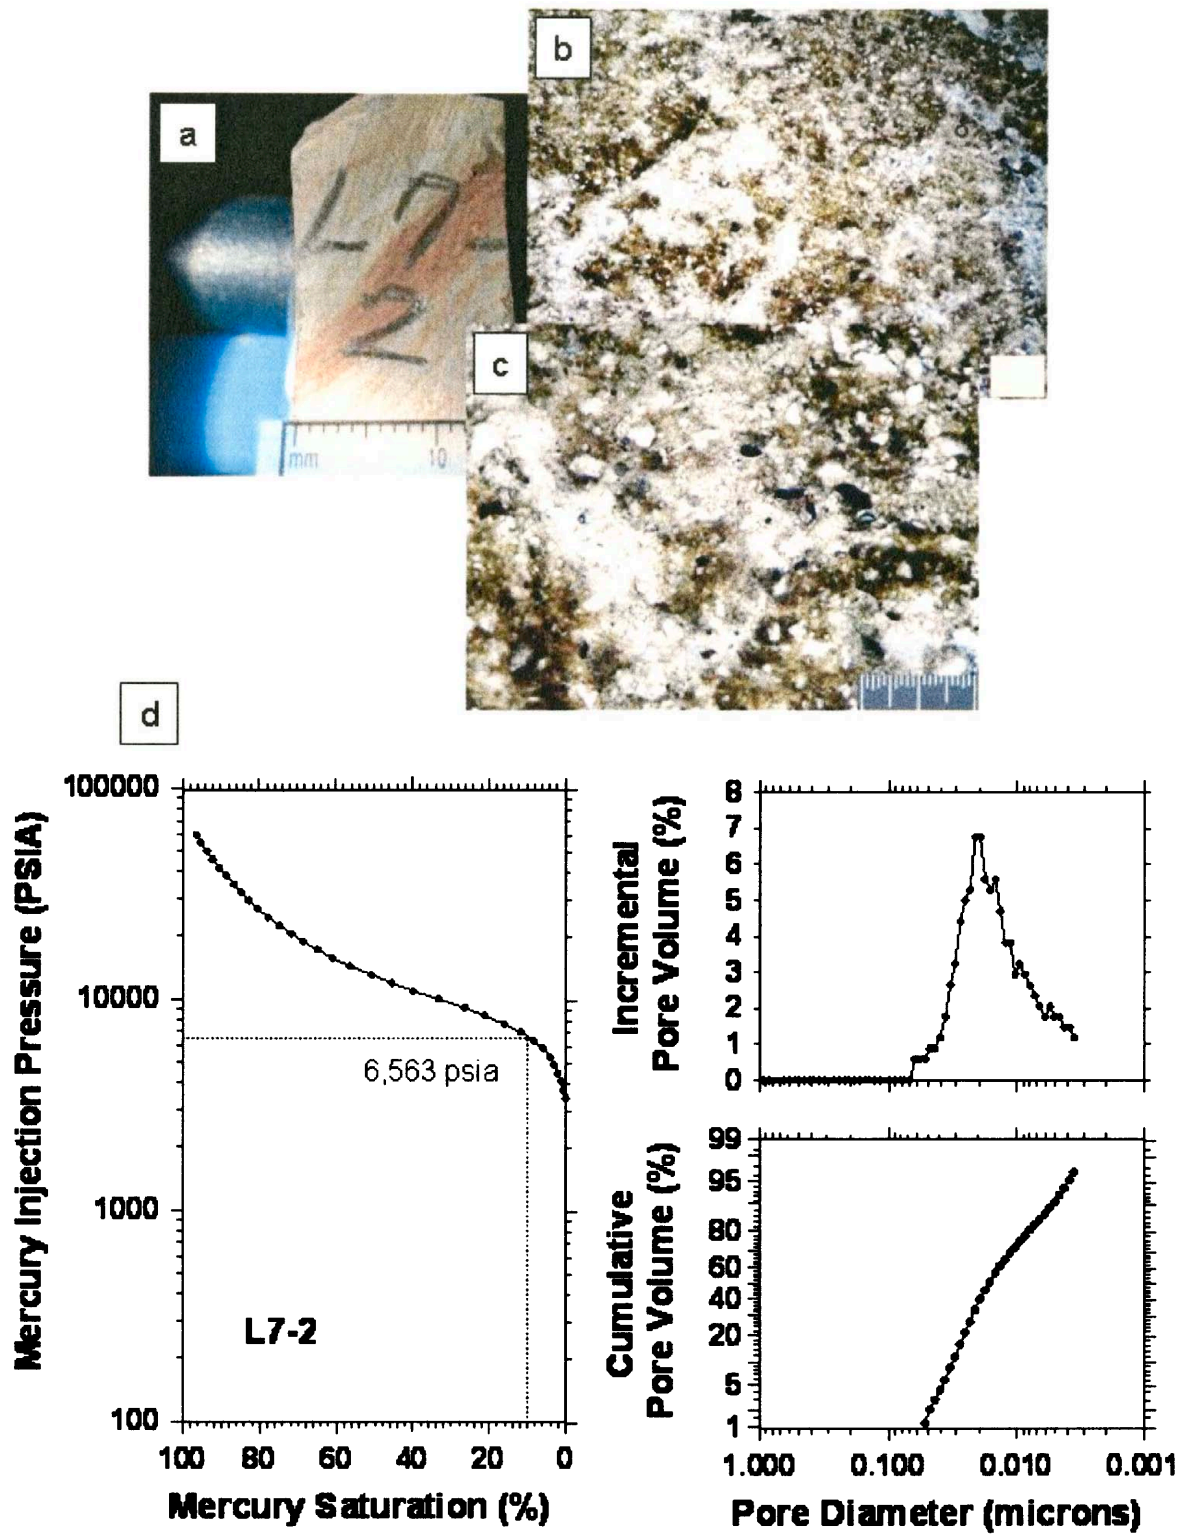 a
b
L7-
2
mm 10
c
d
Mercury Injection Pressure (PSIA)
100000
10000
1000
100
6,563 psia
L7-2
100 80 60 40 20 0
Mercury Saturation (%)
Incremental
Pore Volume (%)
8
7
6
5
4
3
2
1
0
Cumulative
Pore Volume (%)
99
95
80
60
40
20
5
1
1.000 0.100 0.010 0.001
Pore Diameter (microns)